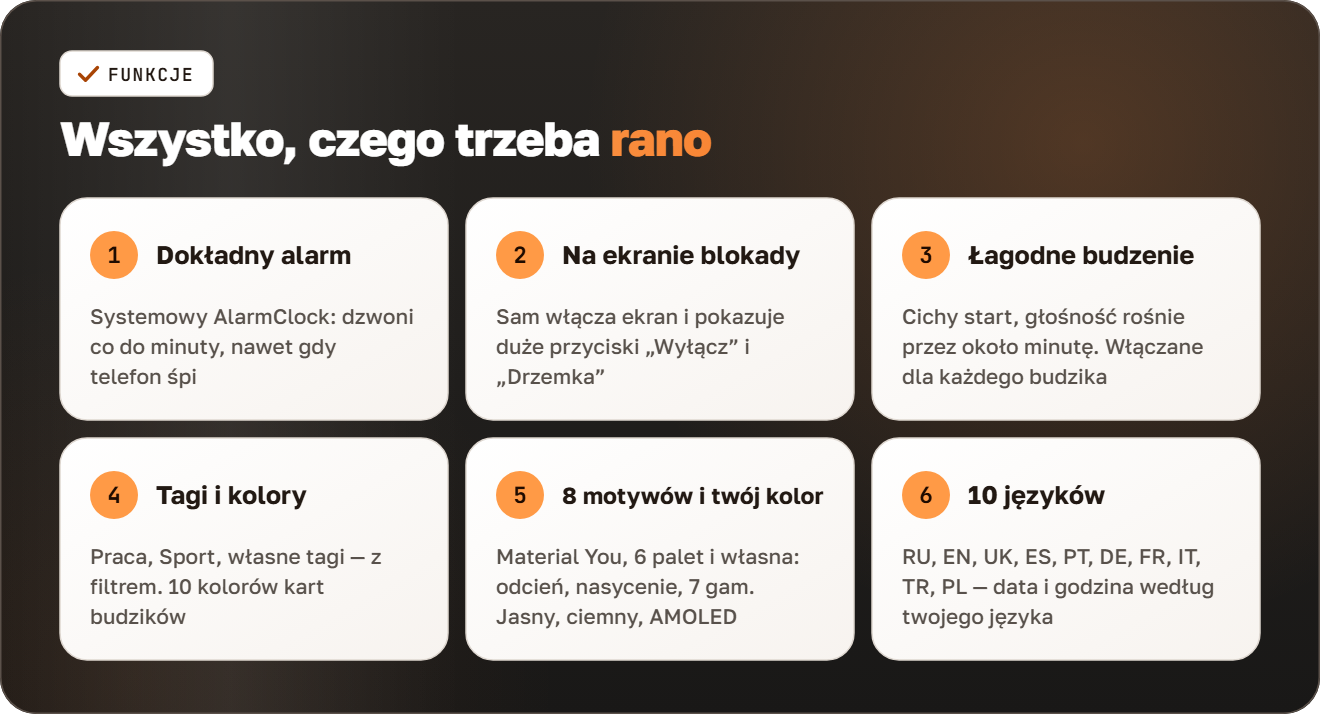 FUNKCJE
Wszystko, czego trzeba rano
1 Dokładny alarm
Systemowy AlarmClock: dzwoni
co do minuty, nawet gdy
telefon śpi
2 Na ekranie blokady
Sam włącza ekran i pokazuje
duże przyciski „Wyłącz” i
„Drzemka”
3 Łagodne budzenie
Cichy start, głośność rośnie
przez około minutę. Włączane
dla każdego budzika
4 Tagi i kolory
Praca, Sport, własne tagi — z
filtrem. 10 kolorów kart
budzików
5 8 motywów i twój kolor
Material You, 6 palet i własna:
odcień, nasycenie, 7 gam.
Jasny, ciemny, AMOLED
6 10 języków
RU, EN, UK, ES, PT, DE, FR, IT,
TR, PL — data i godzina według
twojego języka